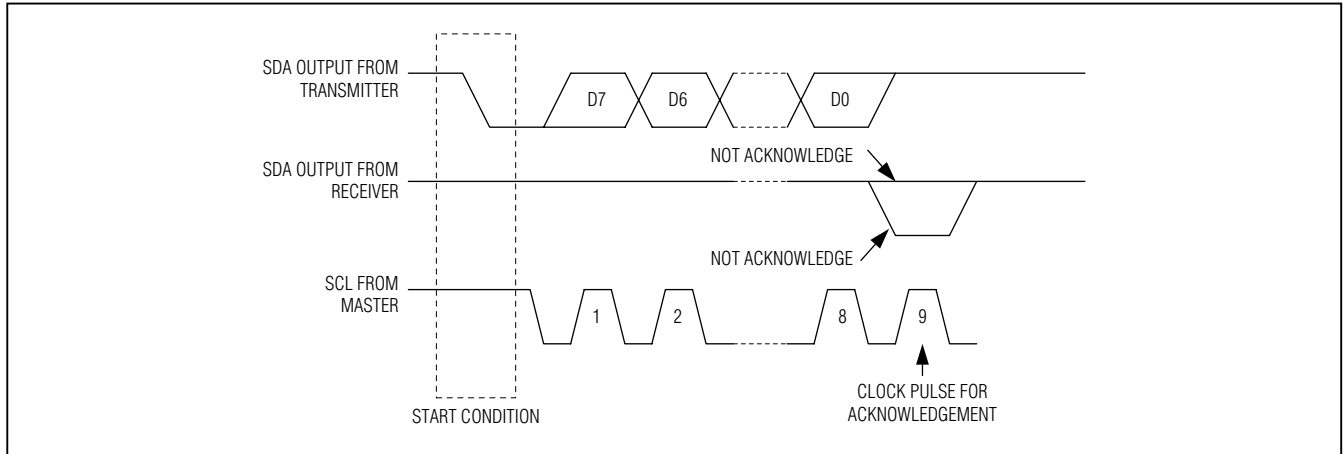 SDA OUTPUT FROM
TRANSMITTER
D7
D6
D0
NOT ACKNOWLEDGE
SDA OUTPUT FROM
RECEIVER
NOT ACKNOWLEDGE
SCL FROM
MASTER
1
2
8
9
START CONDITION
CLOCK PULSE FOR
ACKNOWLEDGEMENT